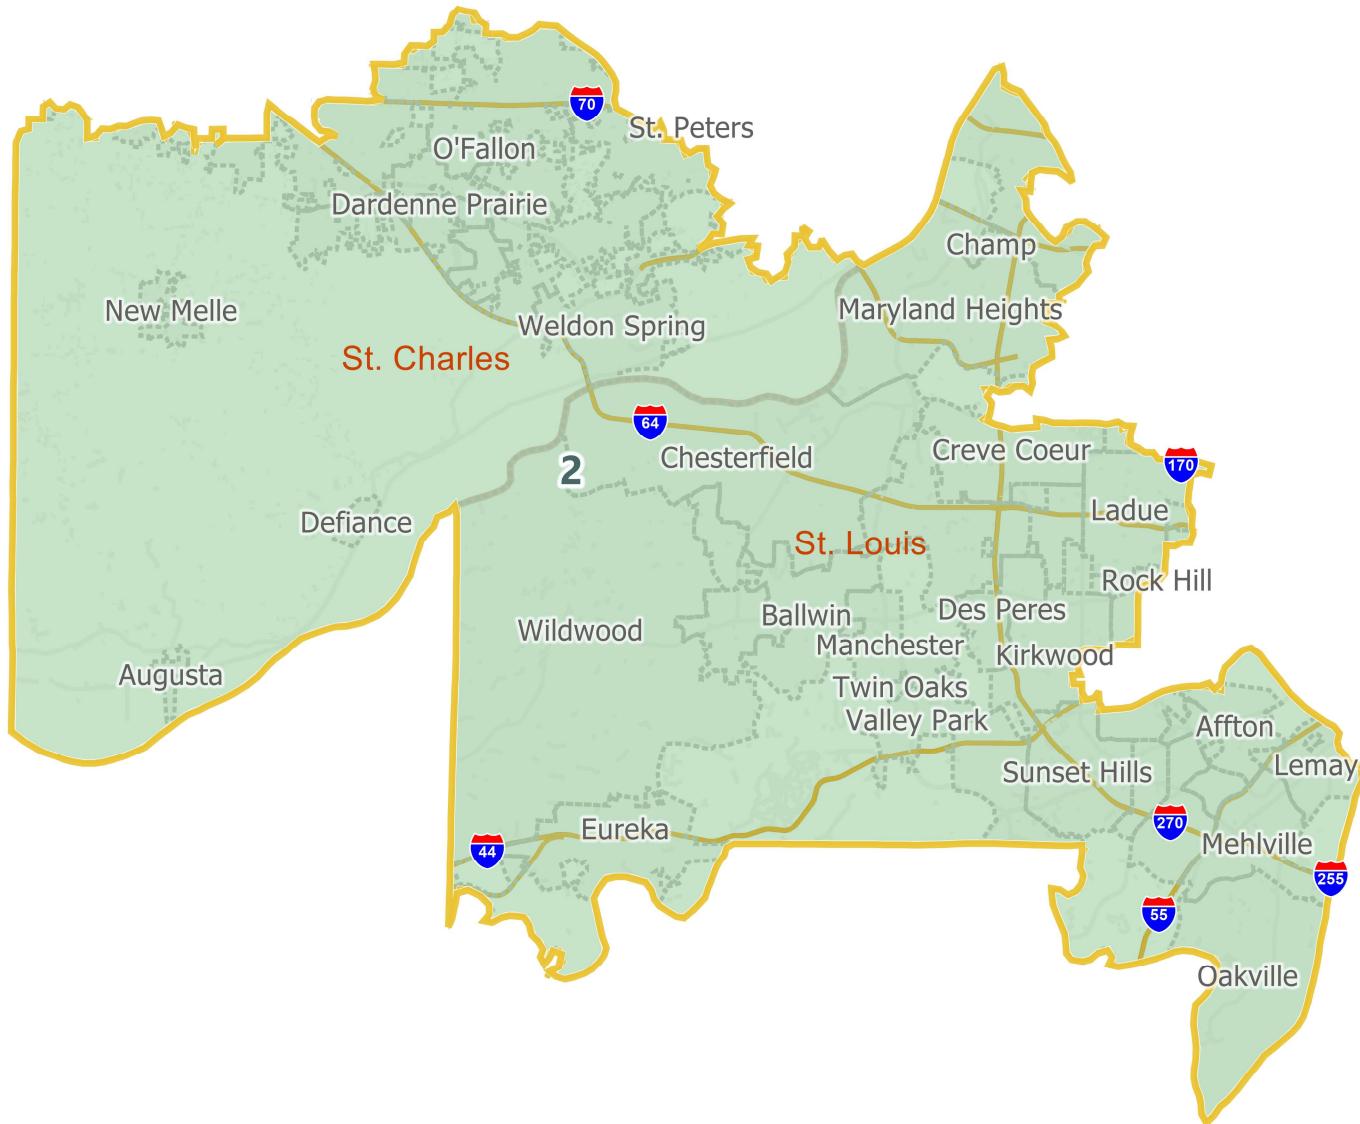 70
St. Peters
O'Fallon
Dardenne Prairie
Champ
New Melle
Maryland Heights
Weldon Spring
St. Charles
64
Creve Coeur
Chesterfield
170
2
Ladue
Defiance
St. Louis
Rock Hill
Des Peres
Ballwin
Wildwood
Manchester
Kirkwood
Augusta
Twin Oaks
Valley Park
Affton
Lemay
Sunset Hills
270
Eureka
Mehlville
44
255
55
Oakville